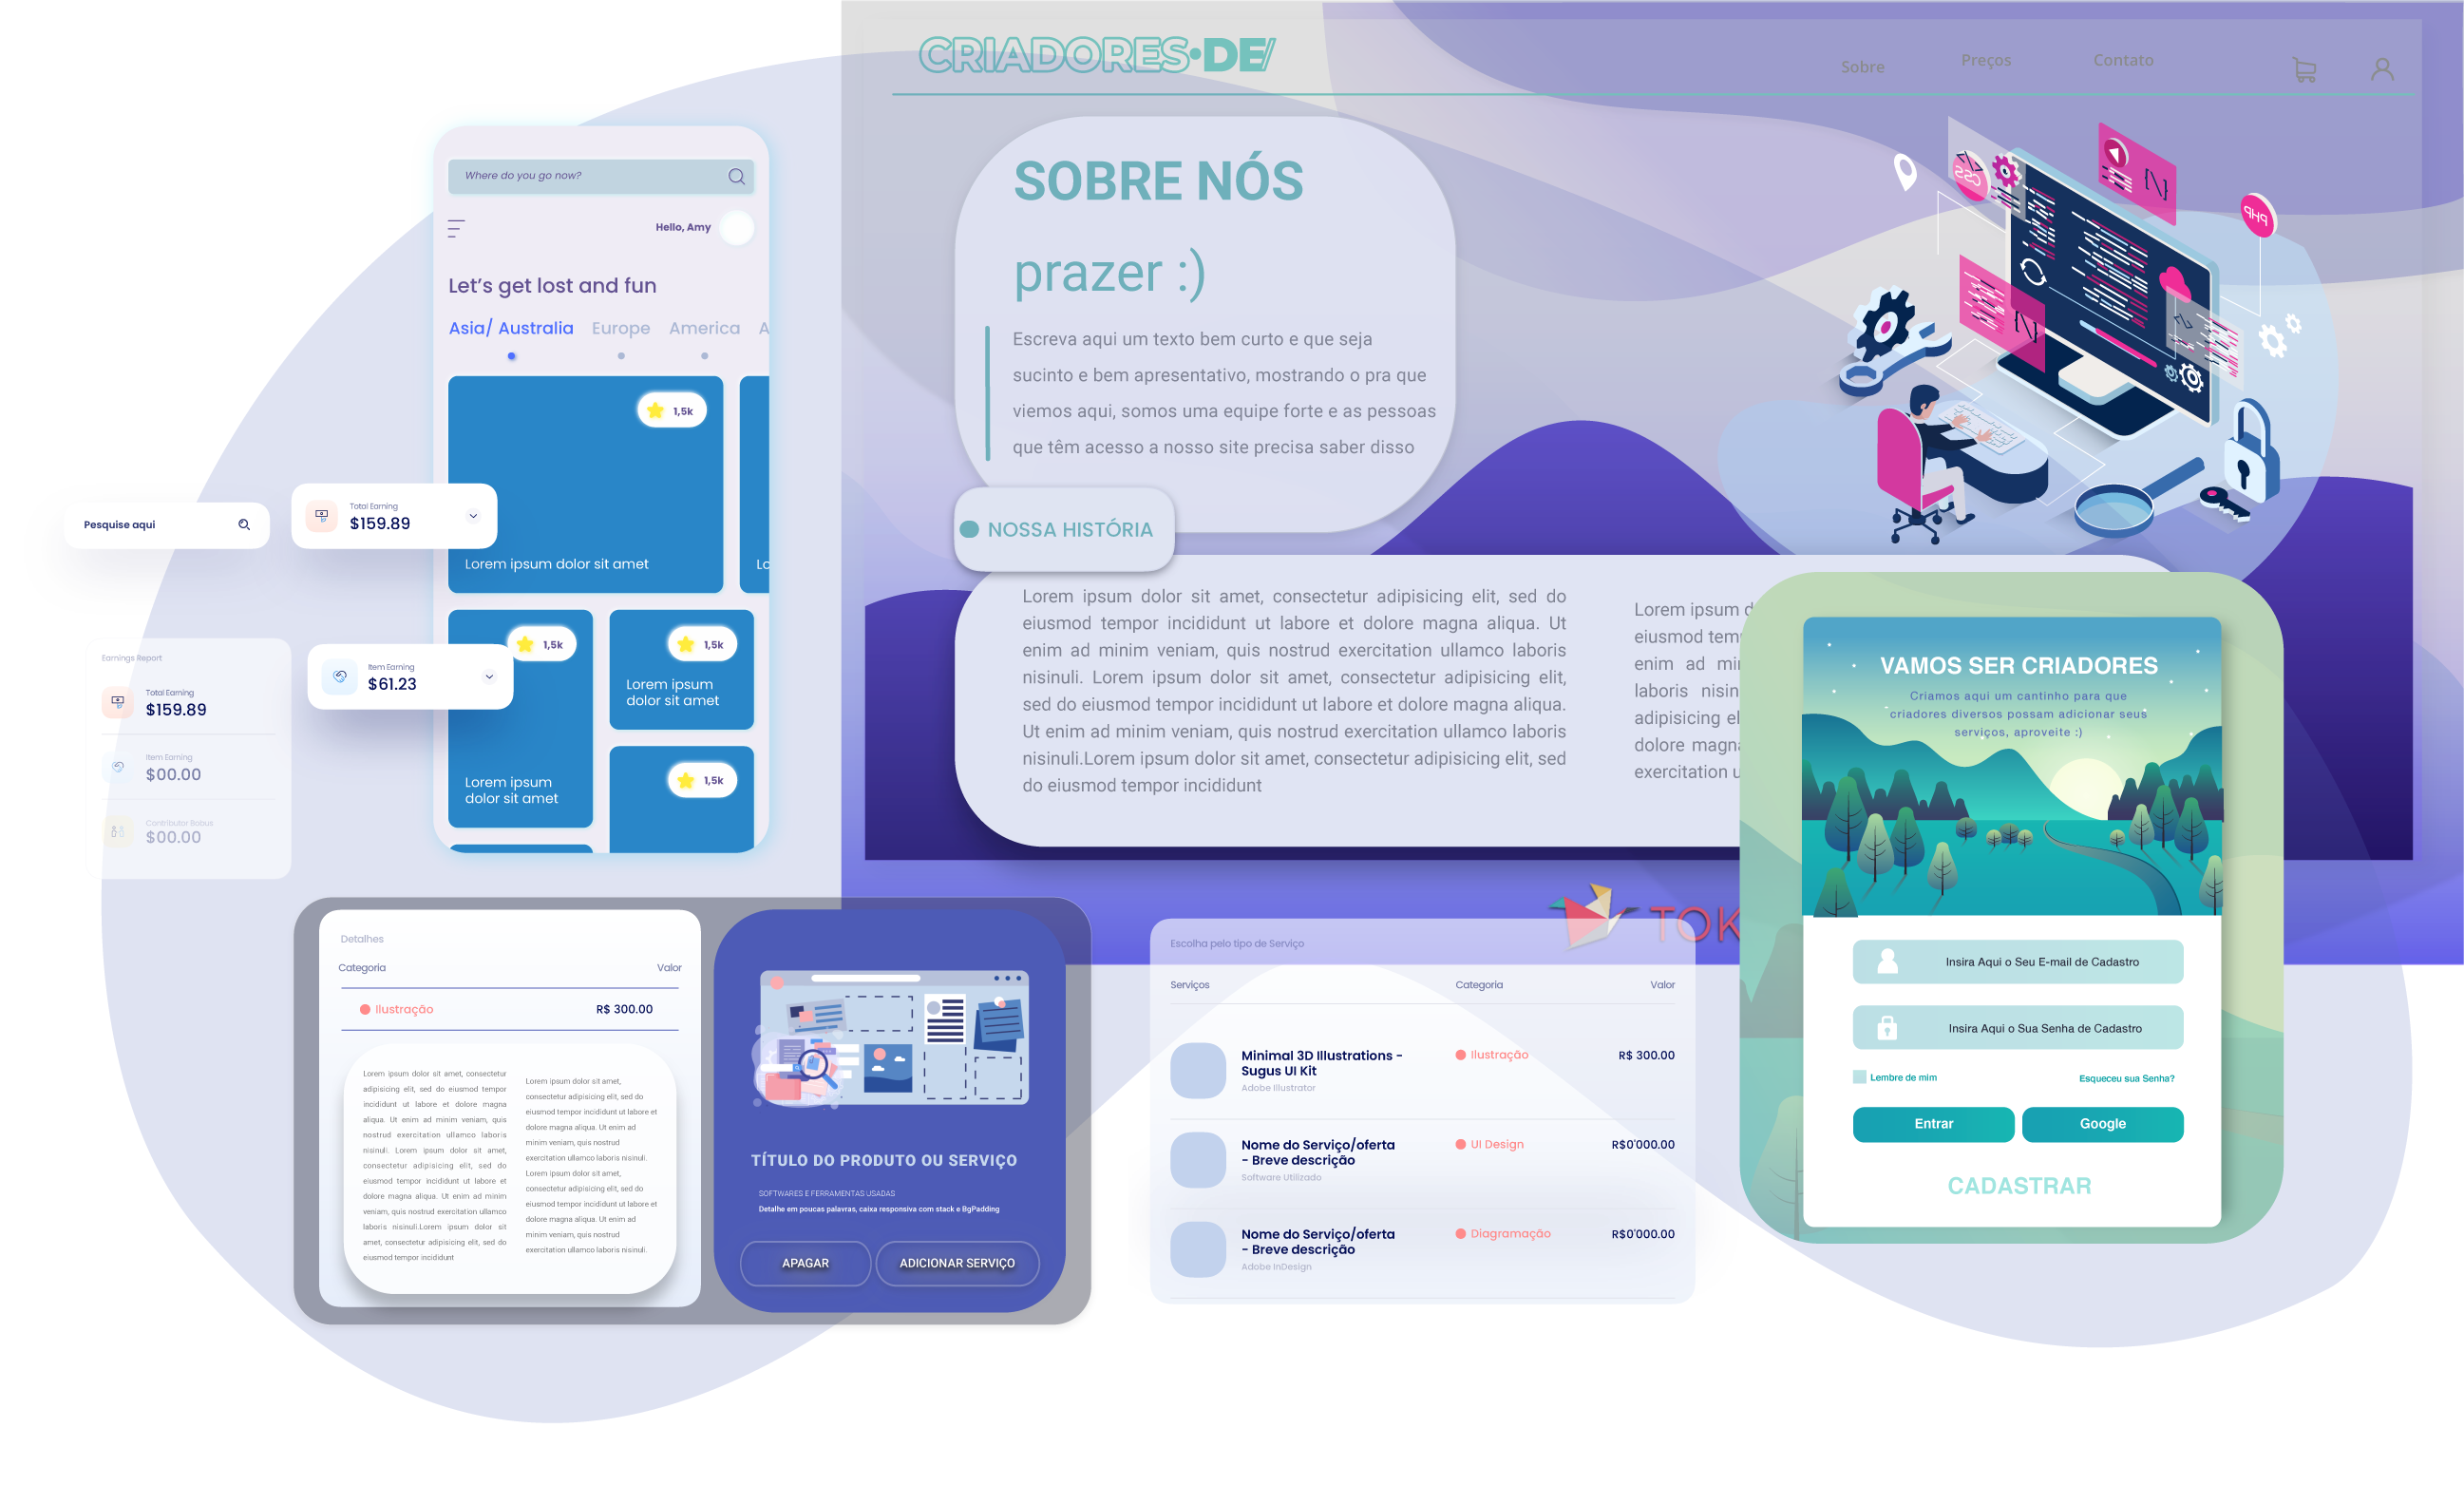 CRIADORES•DE/
Sobre
Preços
Contato
SOBRE NÓS
prazer :)
Escreva aqui um texto bem curto e que seja
sucinto e bem apresentativo, mostrando o pra que
viemos aqui, somos uma equipe forte e as pessoas
que têm acesso a nosso site precisa saber disso
NOSSA HISTÓRIA
Lorem ipsum dolor sit amet, consectetur adipisicing elit, sed do
eiusmod tempor incididunt ut labore et dolore magna aliqua. Ut
enim ad minim veniam, quis nostrud exercitation ullamco laboris
nisinuli. Lorem ipsum dolor sit amet, consectetur adipisicing elit,
sed do eiusmod tempor incididunt ut labore et dolore magna aliqua.
Ut enim ad minim veniam, quis nostrud exercitation ullamco laboris
nisinuli.Lorem ipsum dolor sit amet, consectetur adipisicing elit, sed
do eiusmod tempor incididunt
Lorem ipsum d
eiusmod tem
enim ad mi
laboris nisin
adipisicing el
dolore magna
exercitation u
TOK
CSS
PHP
Where do you go now?
Hello, Amy
Let's get lost and fun
Asia/ Australia
Europe
America
A
1,5k
Lorem ipsum dolor sit amet
Lo
1,5k
Lorem ipsum
dolor sit amet
1,5k
Lorem ipsum
dolor sit amet
1,5k
Pesquise aqui
Total Earning
$159.89
Item Earning
$61.23
Earnings Report
Total Earning
$159.89
Item Earning
$00.00
Contributor Bobus
$00.00
Detalhes
Categoria
Valor
Ilustração
R$ 300.00
Lorem ipsum dolor sit amet, consectetur
adipisicing elit, sed do eiusmod tempor
incididunt ut labore et dolore magna
aliqua. Ut enim ad minim veniam, quis
nostrud exercitation ullamco laboris
nisinuli. Lorem ipsum dolor sit amet,
consectetur adipisicing elit, sed do
eiusmod tempor incididunt ut labore et
dolore magna aliqua. Ut enim ad minim
veniam, quis nostrud exercitation ullamco
laboris nisinuli.Lorem ipsum dolor sit
amet, consectetur adipisicing elit, sed do
eiusmod tempor incididunt
Lorem ipsum dolor sit amet,
consectetur adipisicing elit, sed do
eiusmod tempor incididunt ut labore et
dolore magna aliqua. Ut enim ad
minim veniam, quis nostrud
exercitation ullamco laboris nisinuli.
Lorem ipsum dolor sit amet,
consectetur adipisicing elit, sed do
eiusmod tempor incididunt ut labore et
dolore magna aliqua. Ut enim ad
minim veniam, quis nostrud
exercitation ullamco laboris nisinuli.
TÍTULO DO PRODUTO OU SERVIÇO
SOFTWARES E FERRAMENTAS USADAS
Detalhe em poucas palavras, caixa responsiva com stack e BgPadding
APAGAR
ADICIONAR SERVIÇO
Escolha pelo tipo de Serviço
Serviços
Categoria
Valor
Minimal 3D Illustrations -
Sugus UI Kit
Adobe Illustrator
Ilustração
R$ 300.00
Nome do Serviço/oferta
- Breve descrição
Software Utilizado
UI Design
R$0'000.00
Nome do Serviço/oferta
- Breve descrição
Adobe InDesign
Diagramação
R$0'000.00
VAMOS SER CRIADORES
Criamos aqui um cantinho para que
criadores diversos possam adicionar seus
serviços, aproveite :)
Insira Aqui o Seu E-mail de Cadastro
Insira Aqui o Sua Senha de Cadastro
Lembre de mim
Esqueceu sua Senha?
Entrar
Google
CADASTRAR